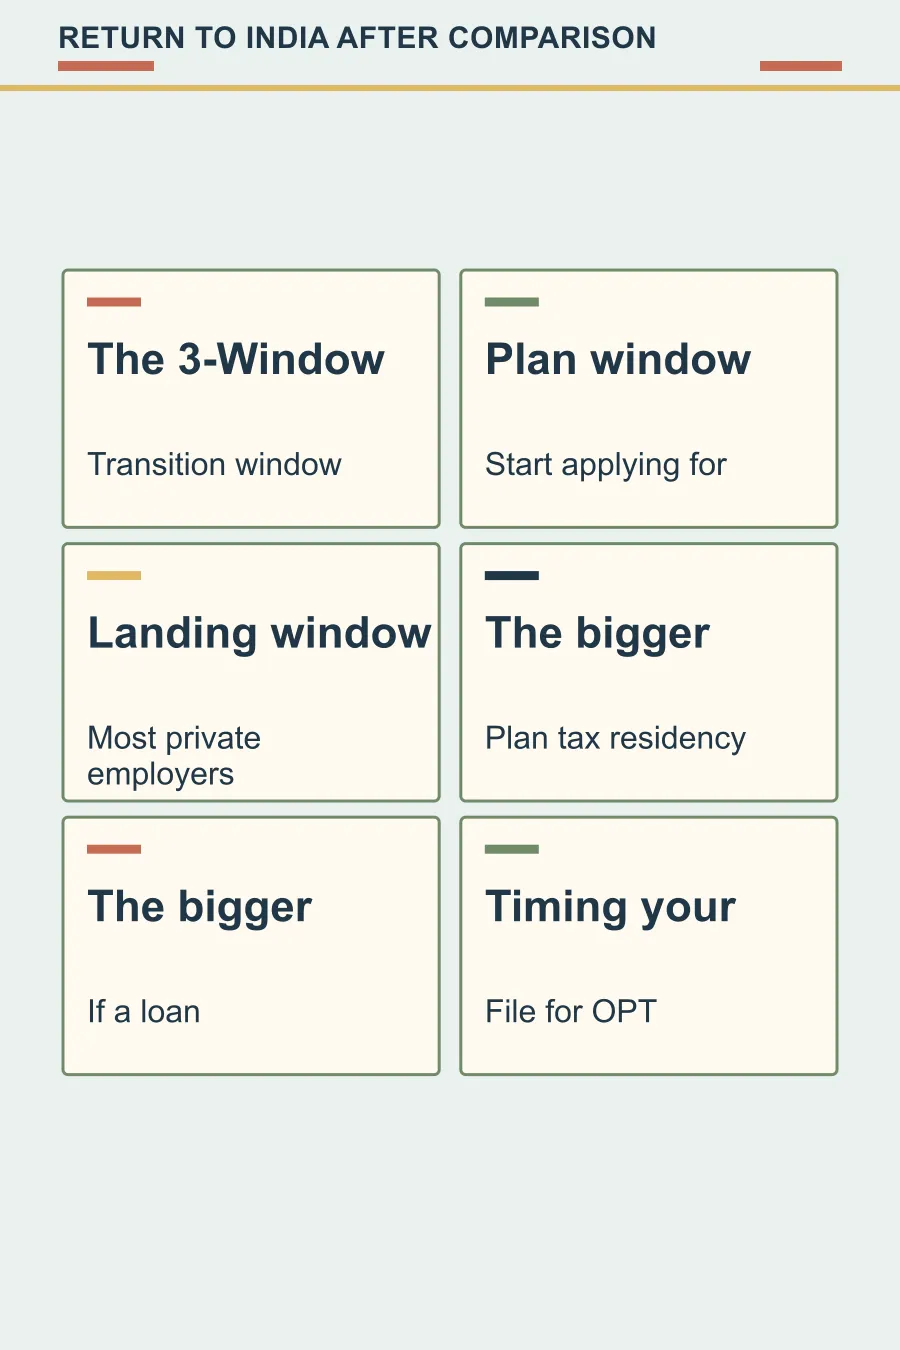 RETURN TO INDIA AFTER COMPARISON
The 3-Window
Transition window
Plan window
Start applying for
Landing window
Most private
employers
The bigger
Plan tax residency
The bigger
If a loan
Timing your
File for OPT